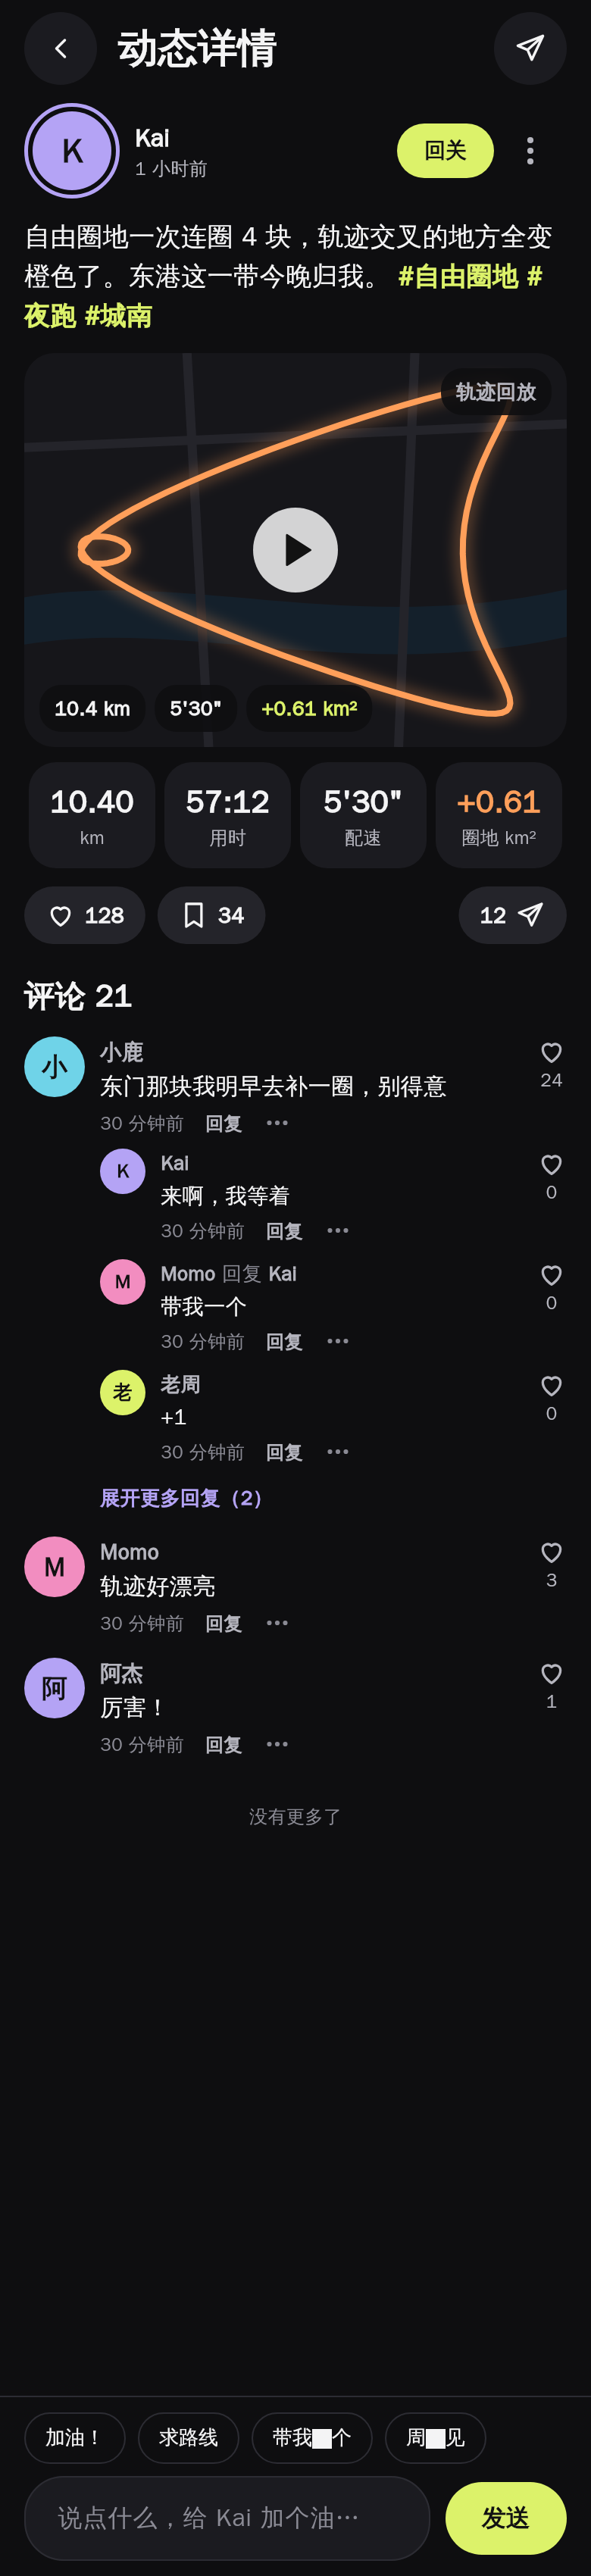 动态详情
K
Kai
1 小时前
回关
自由圈地一次连圈 4 块，轨迹交叉的地方全变
橙色了。东港这一带今晚归我。 #自由圈地 #
夜跑 #城南
轨迹回放
10.4 km
5'30"
+0.61 km²
10.40
km
57:12
用时
5'30"
配速
+0.61
圈地 km²
128
34
12
评论 21
小
小鹿
东门那块我明早去补一圈，别得意
30 分钟前 回复 •••
24
K
Kai
来啊，我等着
30 分钟前 回复 •••
0
M
Momo 回复 Kai
带我一个
30 分钟前 回复 •••
0
老
老周
+1
30 分钟前 回复 •••
0
展开更多回复（2）
M
Momo
轨迹好漂亮
30 分钟前 回复 •••
3
阿
阿杰
厉害！
30 分钟前 回复 •••
1
没有更多了
加油！
求路线
带我 个
周 见
说点什么，给 Kai 加个油…
发送